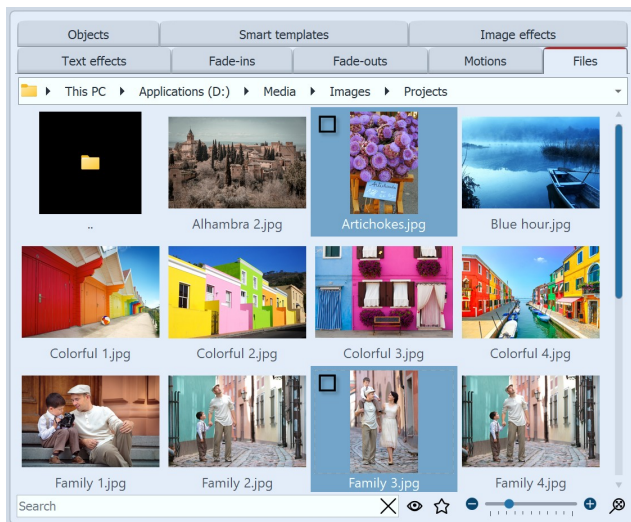 Objects Smart templates Image effects
Text effects Fade-ins Fade-outs Motions Files
This PC Applications (D:) Media Images Projects
.. Alhambra 2.jpg Artichokes.jpg Blue hour.jpg
Colorful 1.jpg Colorful 2.jpg Colorful 3.jpg Colorful 4.jpg
Family 1.jpg Family 2.jpg Family 3.jpg Family 4.jpg
Search